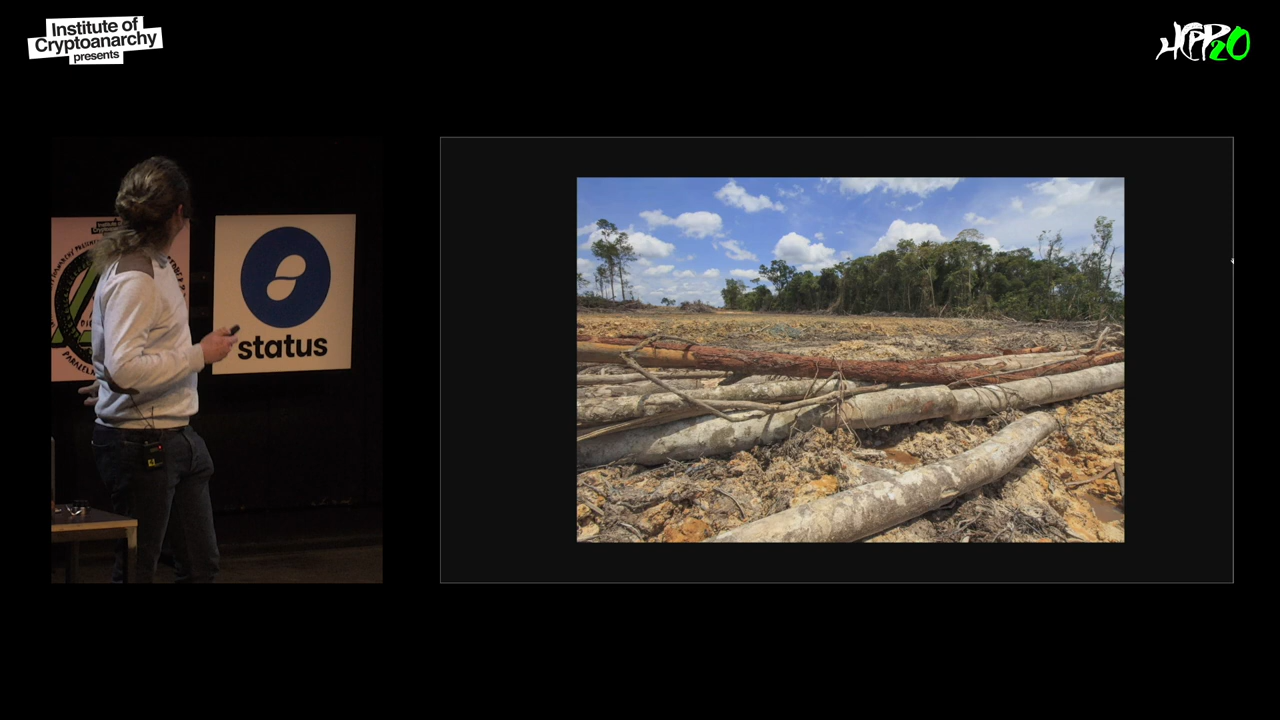 Institute of
Cryptoanarchy
presents
HCPP20
status